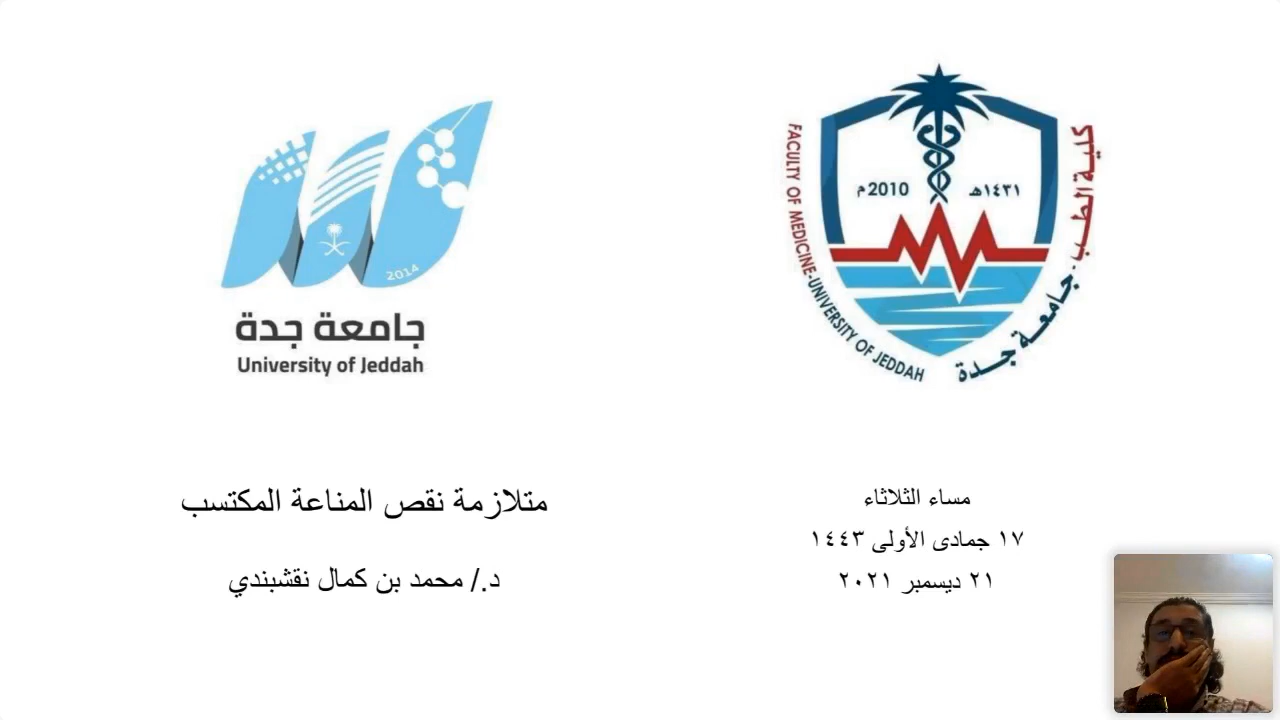 كلية الطب - جامعة جدة
FACULTY OF MEDICINE-UNIVERSITY OF JEDDAH
١٤٣١هـ
2010م
2014
جامعة جدة
University of Jeddah
مساء الثلاثاء
١٧ جمادى الأولى ١٤٤٣
٢١ ديسمبر ٢٠٢١
متلازمة نقص المناعة المكتسب
د./ محمد بن كمال نقشبندي